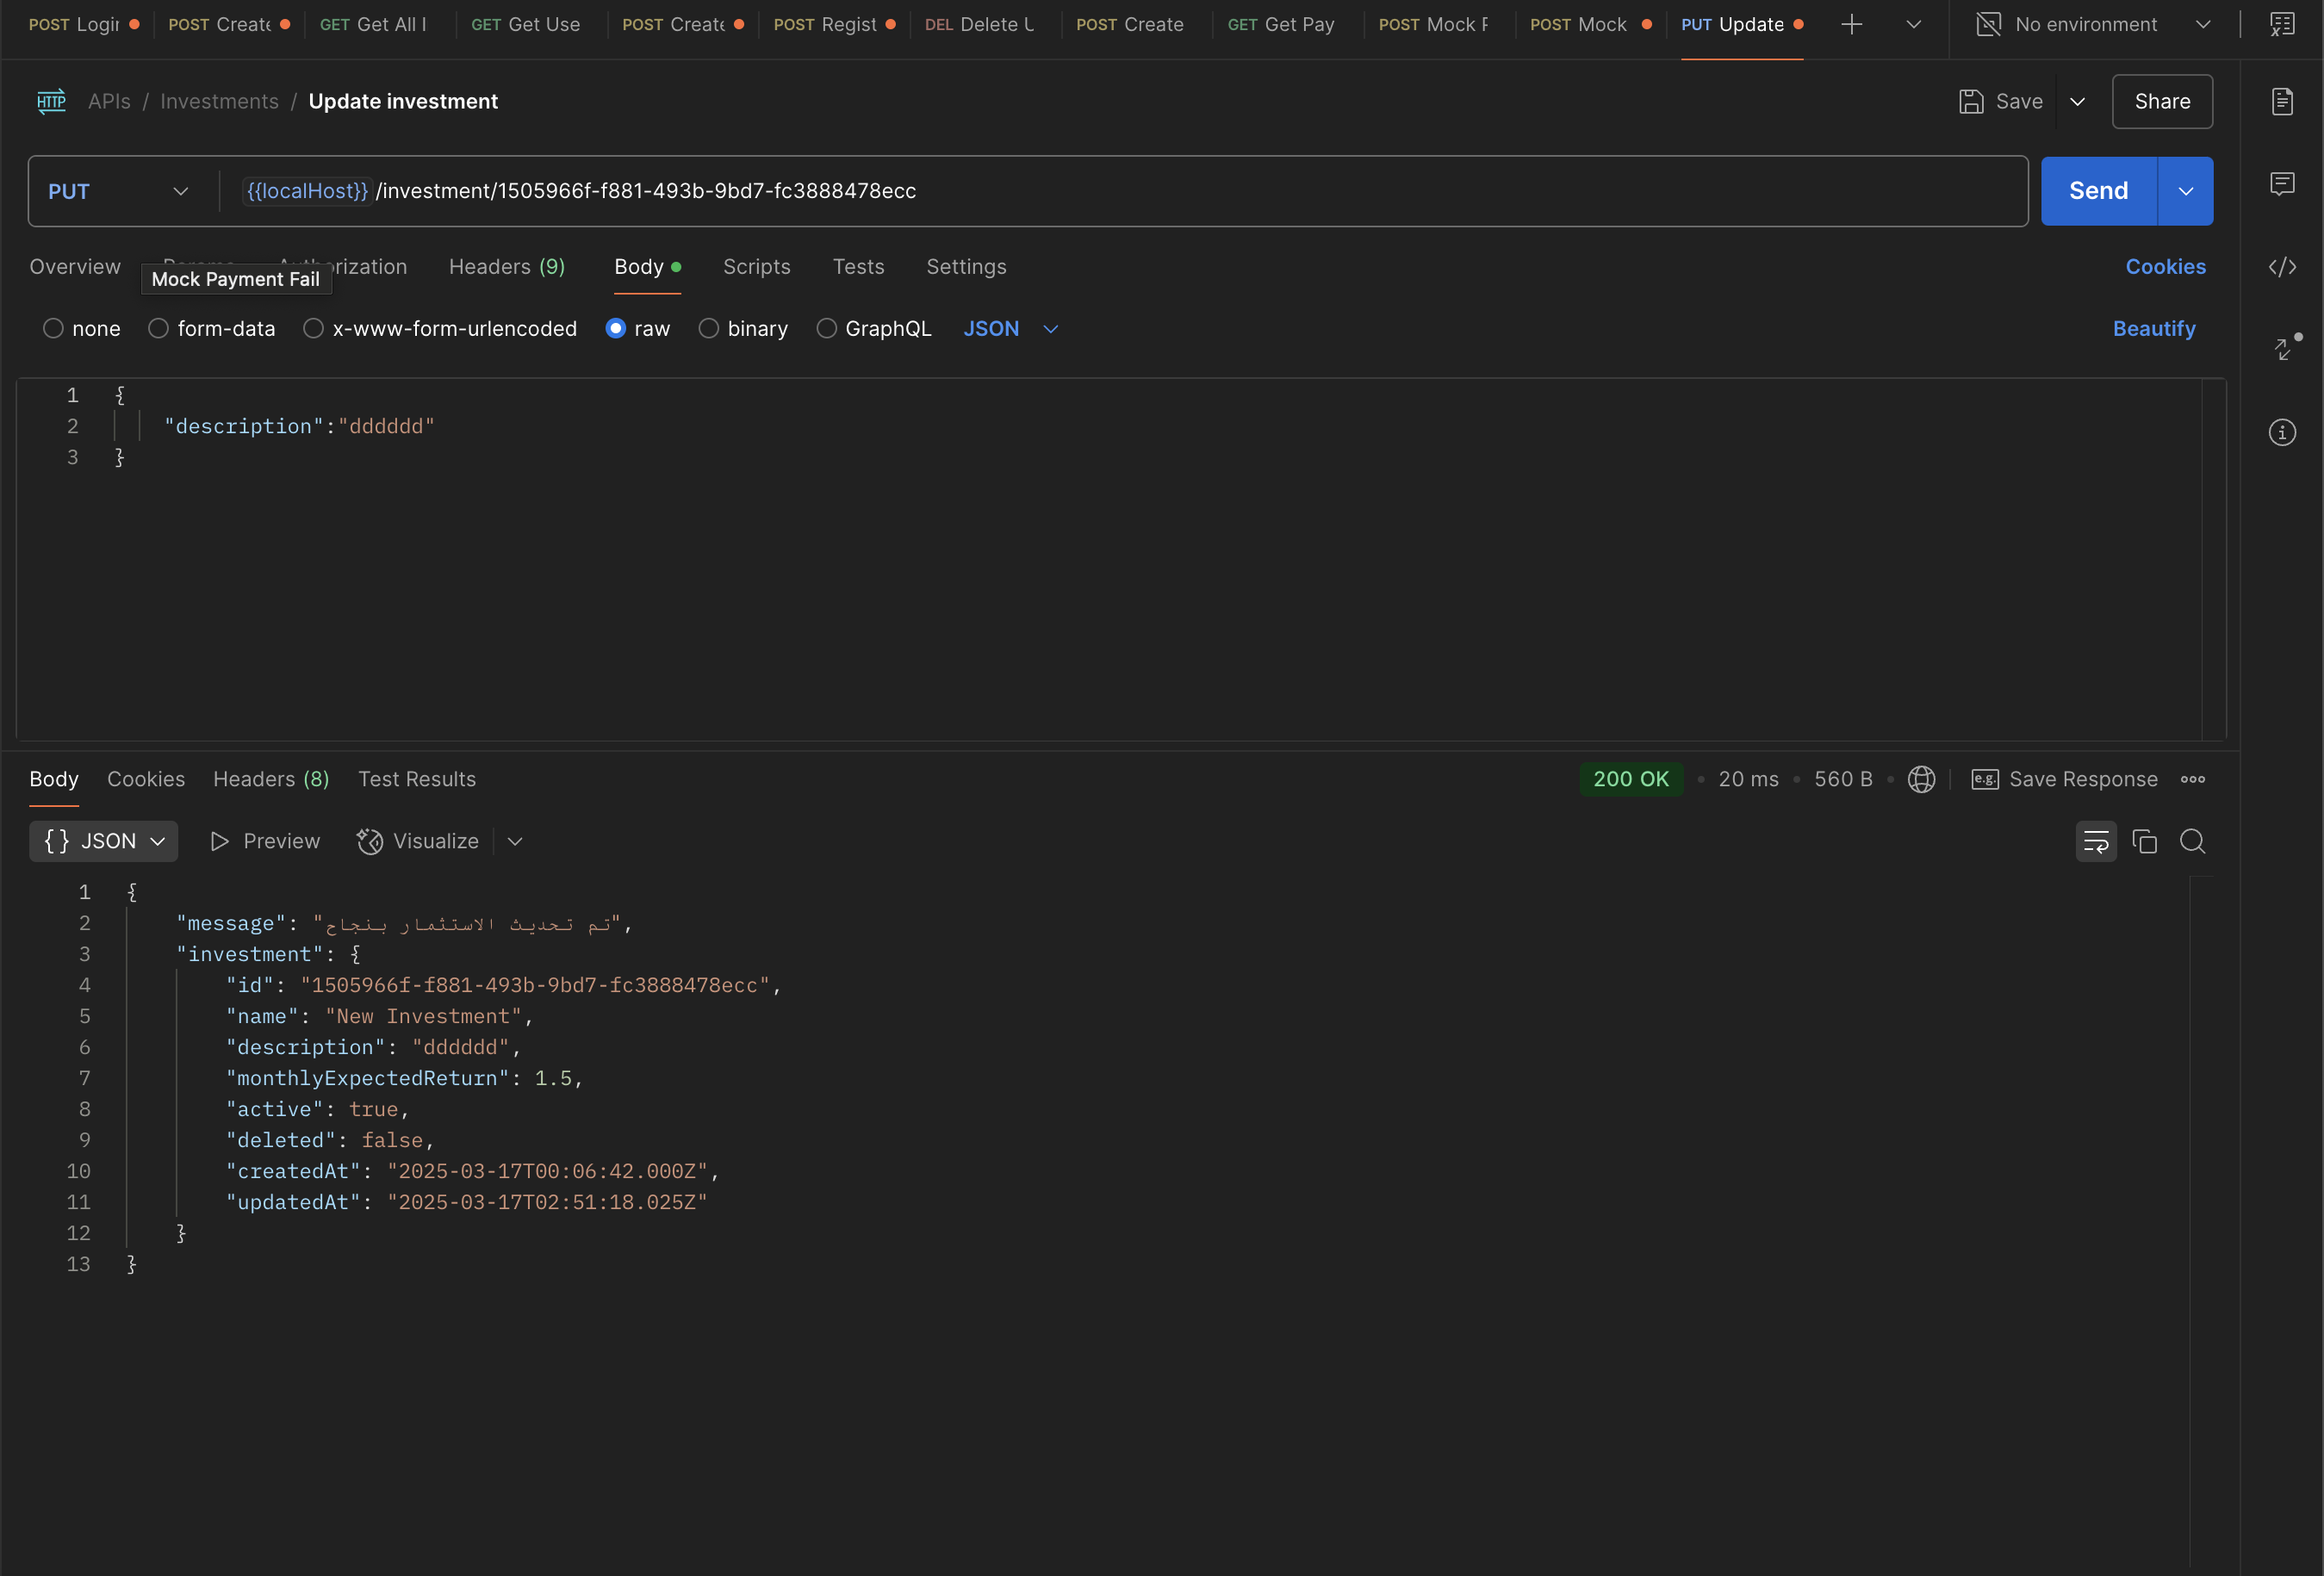 POST Login POST Create GET Get All I GET Get Use POST Create POST Regist DEL Delete U POST Create GET Get Pay POST Mock F POST Mock PUT Update No environment
HTTP APIs / Investments / Update investment Save Share
PUT {{localHost}} /investment/1505966f-f881-493b-9bd7-fc3888478ecc Send
Overview Headers (9) Body Scripts Tests Settings Cookies
Mock Payment Fail
none form-data x-www-form-urlencoded raw binary GraphQL JSON Beautify
1 {
2 "description":"dddddd"
3 }
Body Cookies Headers (8) Test Results 200 OK • 20 ms • 560 B • e.g. Save Response
{} JSON Preview Visualize
1 {
2 "message": "تم تحديث الاستثمار بنجاح",
3 "investment": {
4 "id": "1505966f-f881-493b-9bd7-fc3888478ecc",
5 "name": "New Investment",
6 "description": "dddddd",
7 "monthlyExpectedReturn": 1.5,
8 "active": true,
9 "deleted": false,
10 "createdAt": "2025-03-17T00:06:42.000Z",
11 "updatedAt": "2025-03-17T02:51:18.025Z"
12 }
13 }